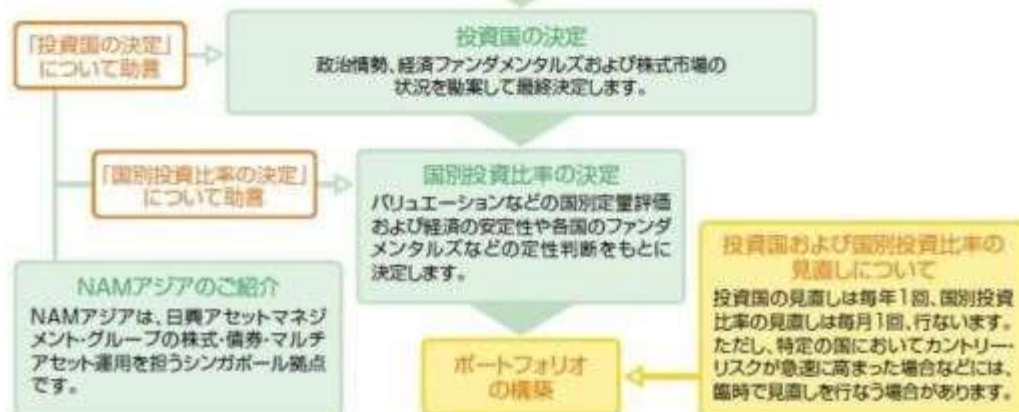 「投資国の決定」
について助言
投資国の決定
政治情勢、経済ファンダメンタルズおよび株式市場の
状況を勘案して最終決定します。
「国別投資比率の決定」
について助言
国別投資比率の決定
バリュエーションなどの国別定量評価
および経済の安定性や各国のファンダ
メンタルズなどの定性判断をもとに
決定します。
NAMアジアのご紹介
NAMアジアは、日興アセットマネジ
メント・グループの株式・債券・マルチ
アセット運用を担うシンガポール拠点
です。
ポートフォリオ
の構築
投資国および国別投資比率の
見直しについて
投資国の見直しは毎年1回、国別投資
比率の見直しは毎月1回、行ないます。
ただし、特定の国においてカントリー・
リスクが急速に高まった場合などには、
臨時で見直しを行なう場合があります。